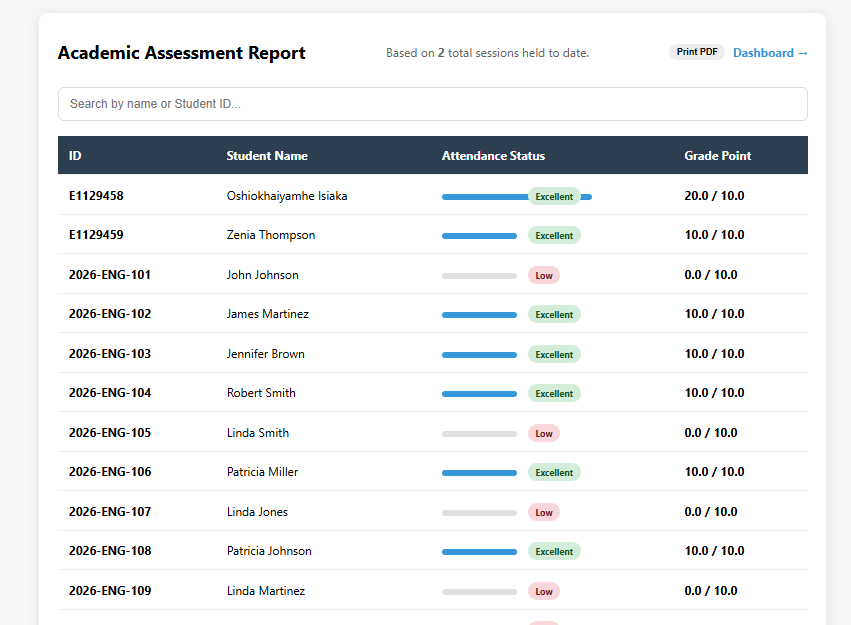 Academic Assessment Report Based on 2 total sessions held to date. Print PDF Dashboard →
Search by name or Student ID...
ID Student Name Attendance Status Grade Point
E1129458 Oshiokhaiyamhe Isiaka Excellent 20.0 / 10.0
E1129459 Zenia Thompson Excellent 10.0 / 10.0
2026-ENG-101 John Johnson Low 0.0 / 10.0
2026-ENG-102 James Martinez Excellent 10.0 / 10.0
2026-ENG-103 Jennifer Brown Excellent 10.0 / 10.0
2026-ENG-104 Robert Smith Excellent 10.0 / 10.0
2026-ENG-105 Linda Smith Low 0.0 / 10.0
2026-ENG-106 Patricia Miller Excellent 10.0 / 10.0
2026-ENG-107 Linda Jones Low 0.0 / 10.0
2026-ENG-108 Patricia Johnson Excellent 10.0 / 10.0
2026-ENG-109 Linda Martinez Low 0.0 / 10.0